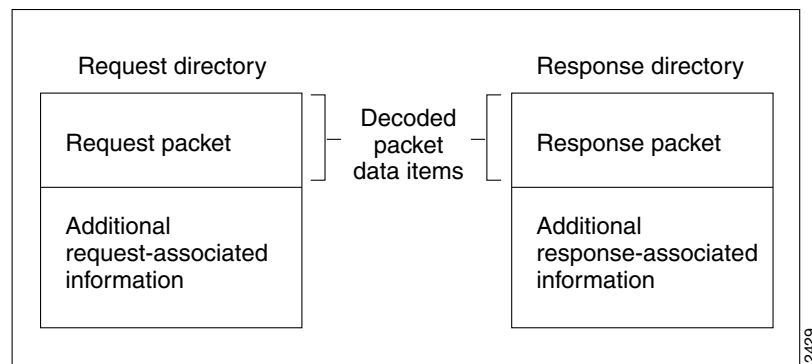 Request directory
Response directory
Request packet
Decoded
packet
data items
Response packet
Additional
request-associated
information
Additional
response-associated
information